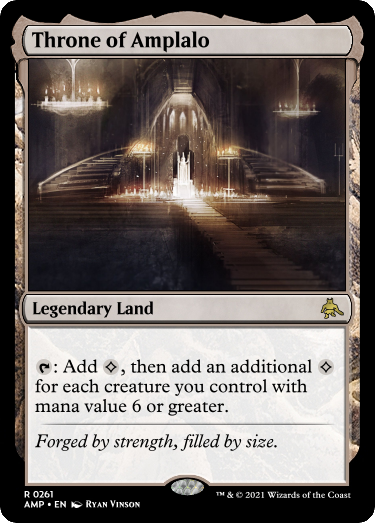 Throne of Amplalo
Legendary Land
: Add , then add an additional
for each creature you control with
mana value 6 or greater.
Forged by strength, filled by size.
R 0261
AMP • EN Ryan Vinson
™ & © 2021 Wizards of the Coast